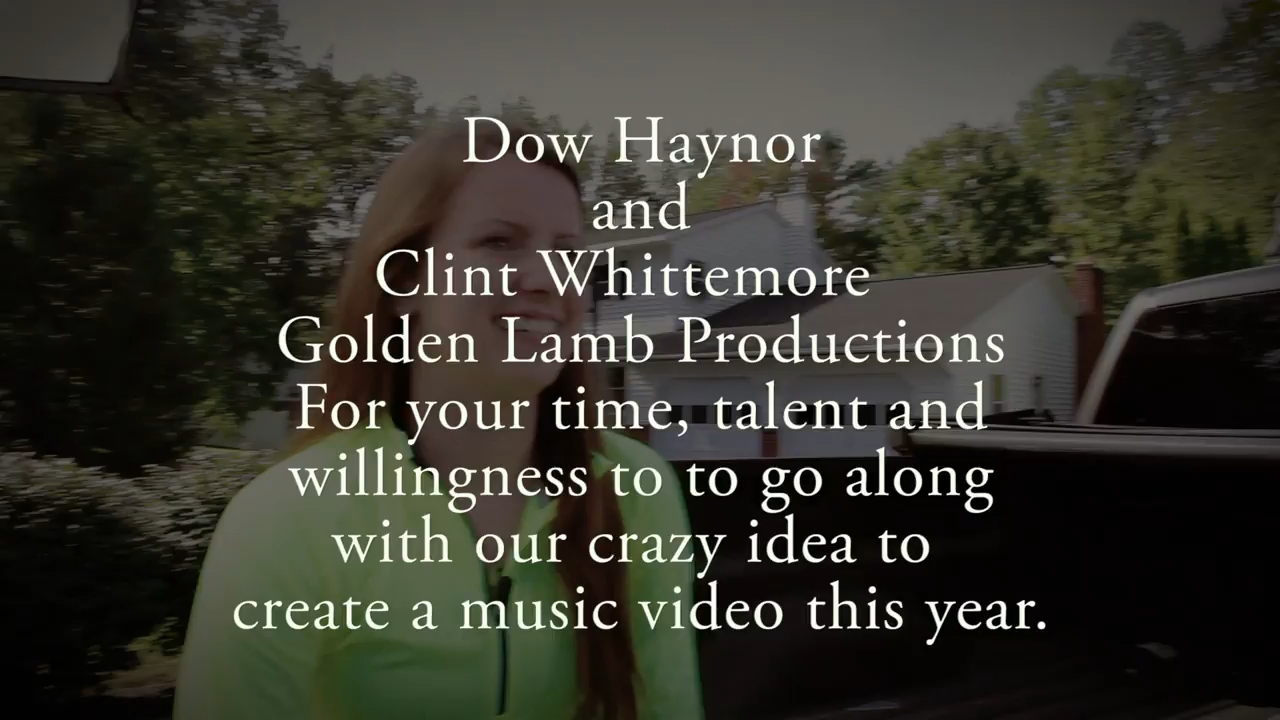 Dow Haynor
and
Clint Whittemore
Golden Lamb Productions
For your time, talent and
willingness to to go along
with our crazy idea to
create a music video this year.